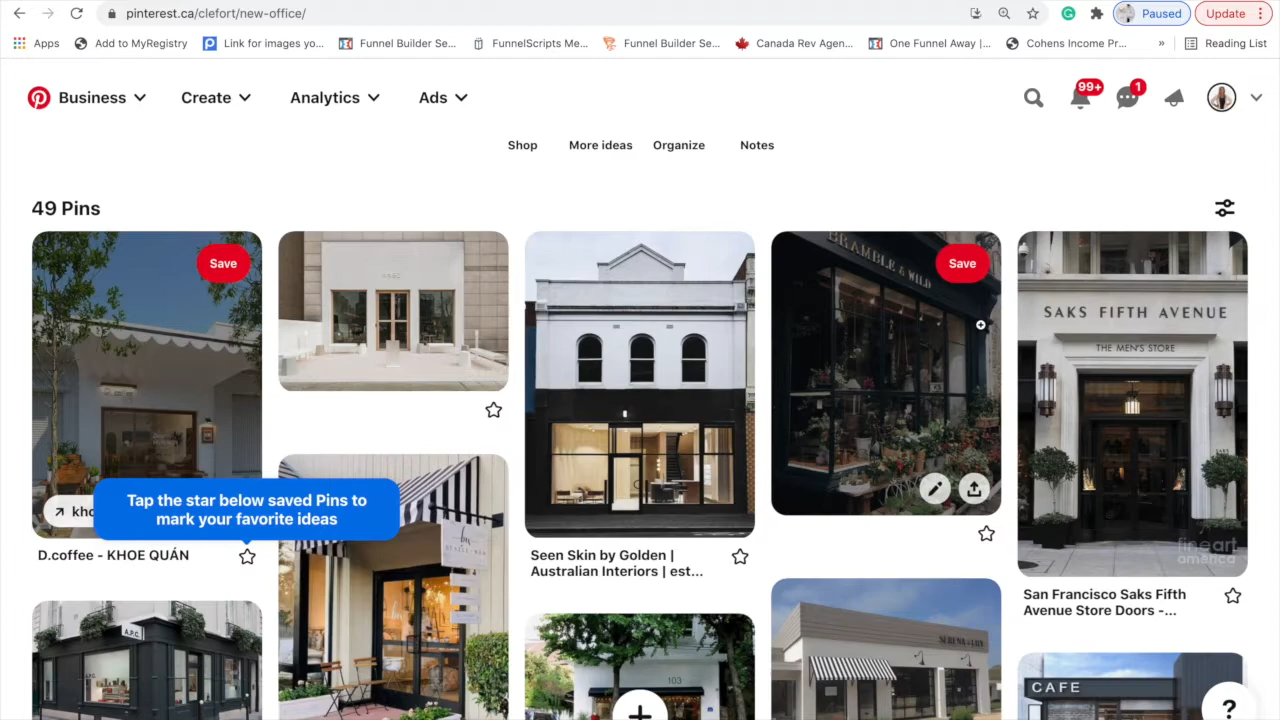 pinterest.ca/clefort/new-office/
Paused
Update
Apps
Add to MyRegistry
Link for images yo...
Funnel Builder Se...
FunnelScripts Me...
Funnel Builder Se...
Canada Rev Agen...
One Funnel Away |...
Cohens Income Pr...
»
Reading List
Business
Create
Analytics
Ads
99+
1
Shop
More ideas
Organize
Notes
49 Pins
Save
BRAMBLE & WILD
Save
SAKS FIFTH AVENUE
THE MEN'S STORE
kho
Tap the star below saved Pins to
mark your favorite ideas
D.coffee - KHOE QUÁN
Seen Skin by Golden |
Australian Interiors | est...
fineart
america
San Francisco Saks Fifth
Avenue Store Doors -...
A.P.C.
103
SERENA & LILY
CAFE
+
?